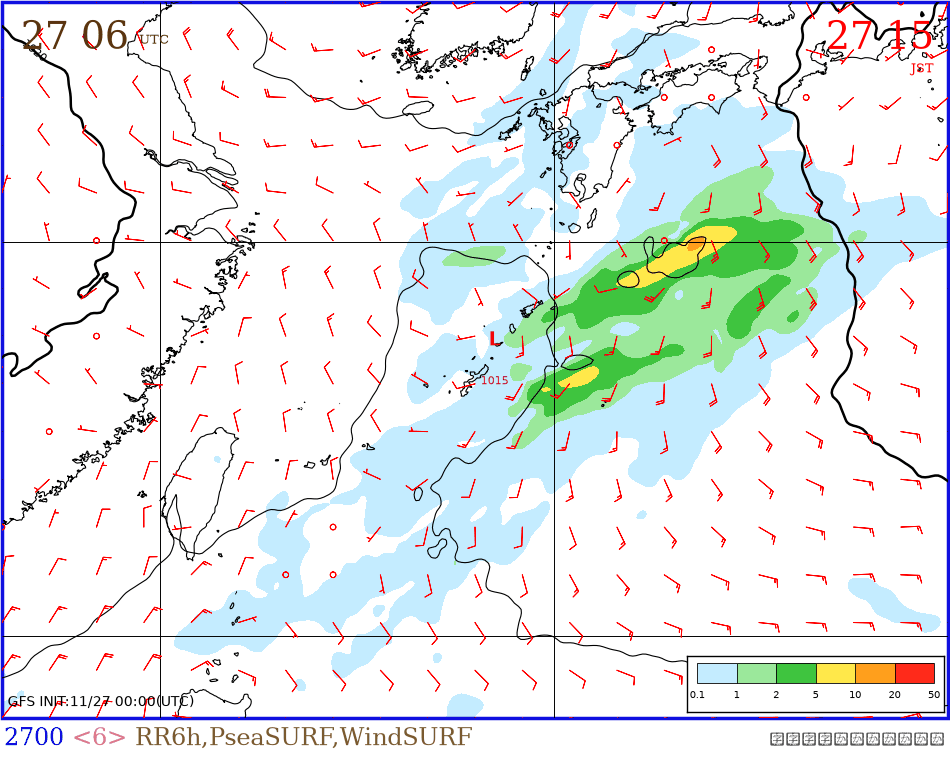 27 06 UTC
27 15
JST
L
1015
0.1 1 2 5 10 20 50
GFS INIT:11/27-00:00(UTC)
2700 <6> RR6h,PseaSURF,WindSURF